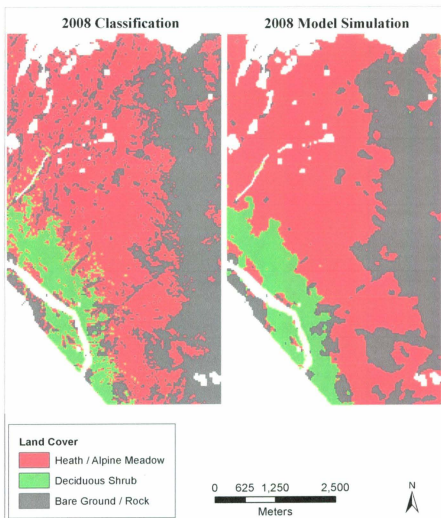 2008 Classification
2008 Model Simulation
Land Cover
Heath / Alpine Meadow
Deciduous Shrub
Bare Ground / Rock
0 625 1,250 2,500
Meters
N